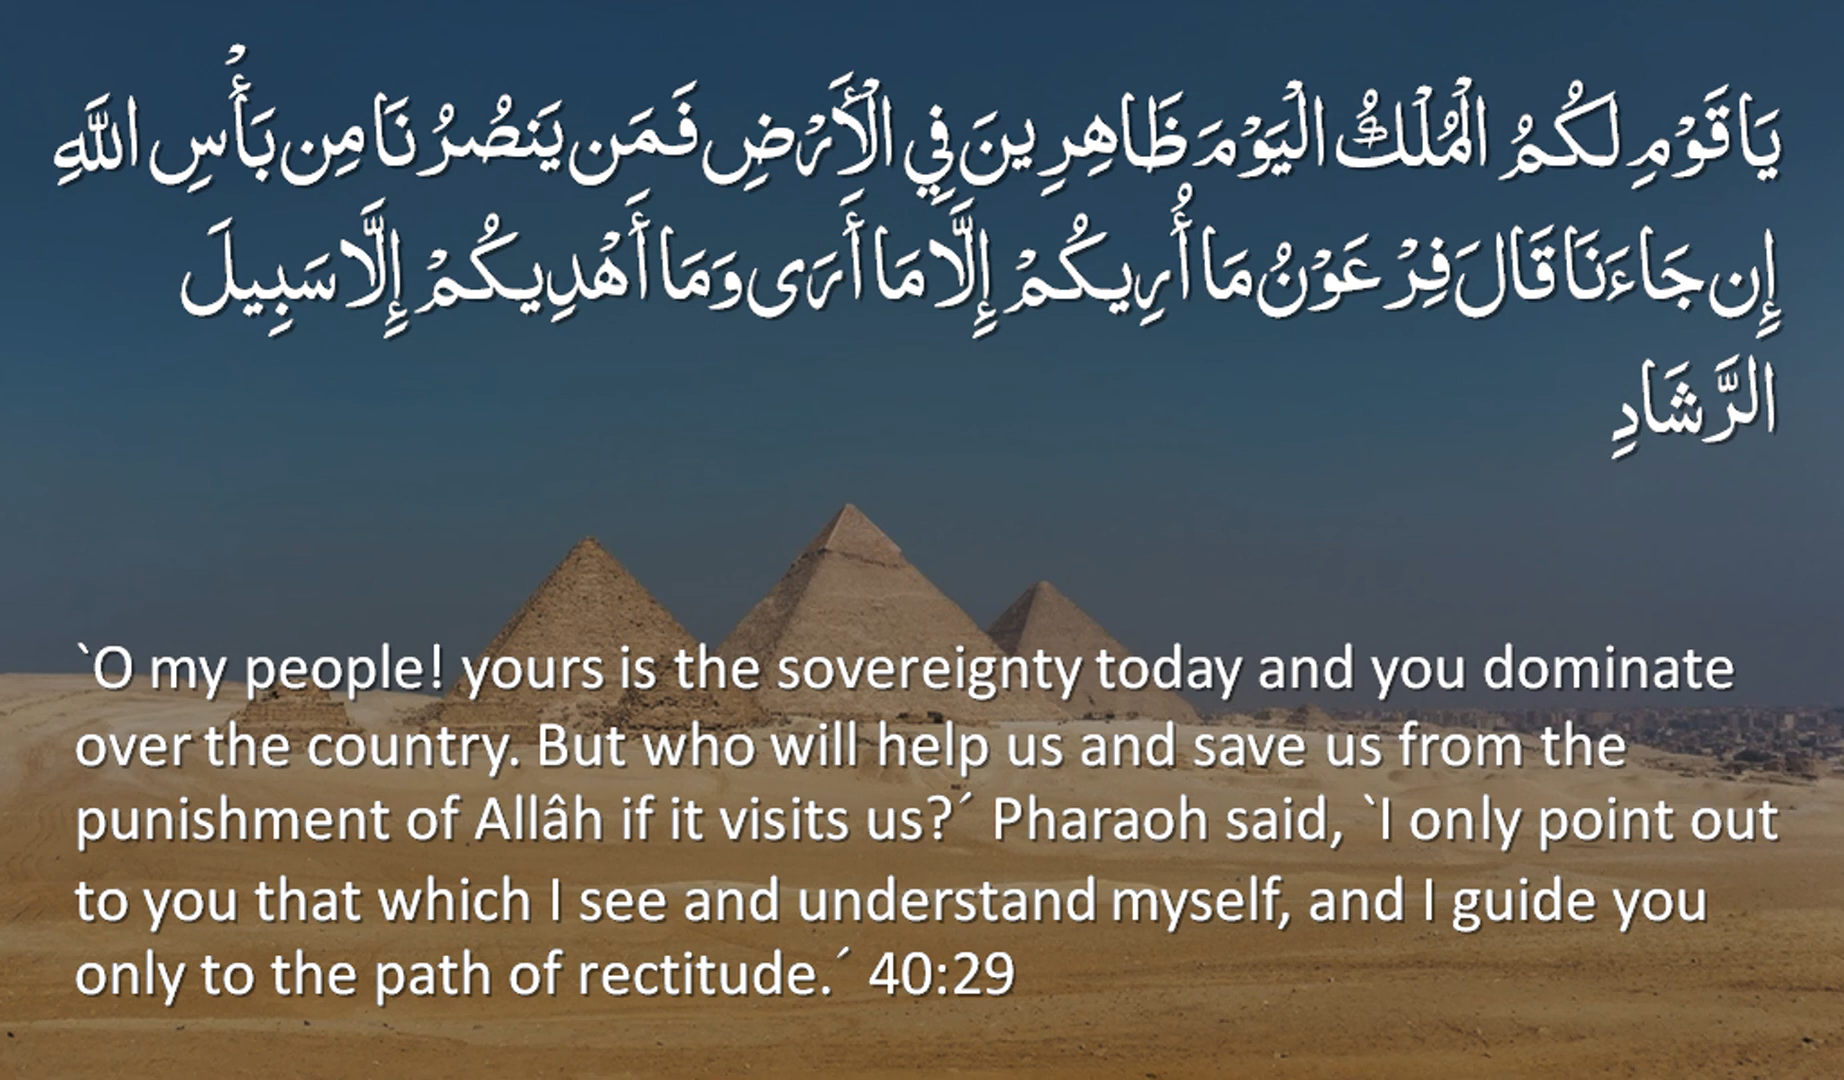 يَا قَوْمِ لَكُمُ الْمُلْكُ الْيَوْمَ ظَاهِرِينَ فِي الْأَرْضِ فَمَن يَنصُرُنَا مِن بَأْسِ اللَّهِ
إِن جَاءَنَا قَالَ فِرْعَوْنُ مَا أُرِيكُمْ إِلَّا مَا أَرَى وَمَا أَهْدِيكُمْ إِلَّا سَبِيلَ
الرَّشَادِ
`O my people! yours is the sovereignty today and you dominate
over the country. But who will help us and save us from the
punishment of Allâh if it visits us?´ Pharaoh said, `I only point out
to you that which I see and understand myself, and I guide you
only to the path of rectitude.´ 40:29